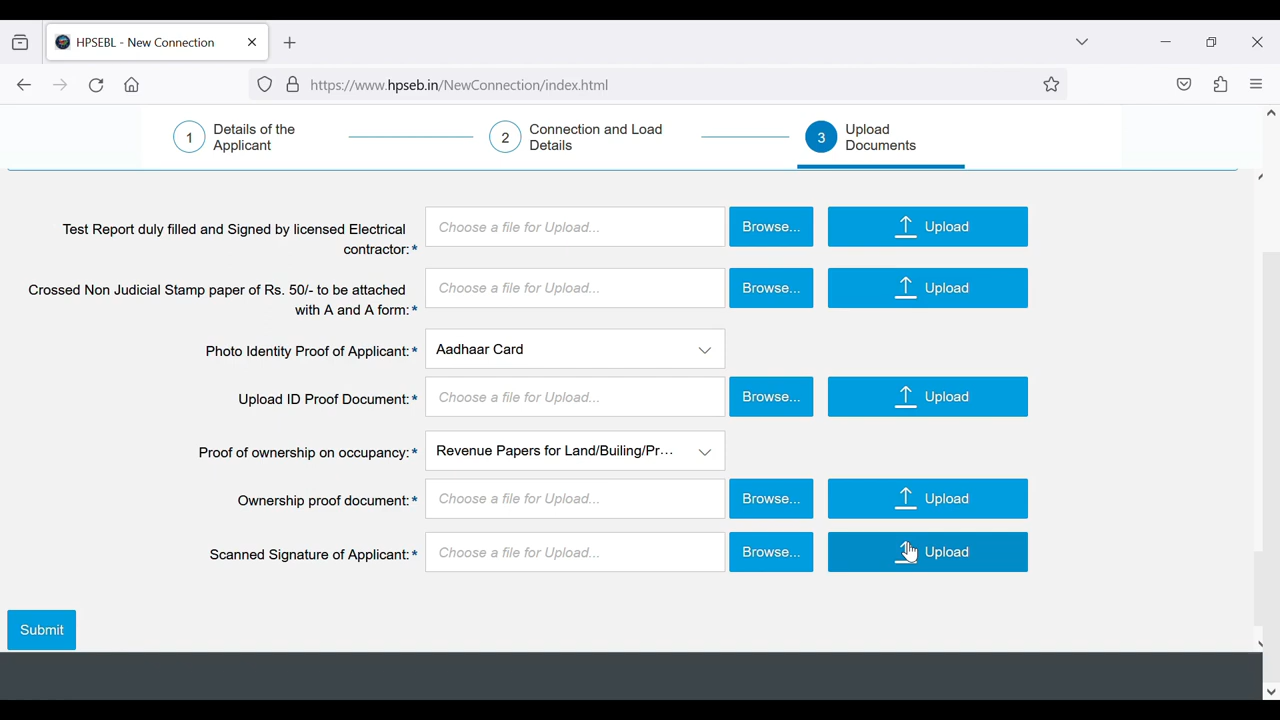 HPSEBL - New Connection
https://www.hpseb.in/NewConnection/index.html
1 Details of the
Applicant
2 Connection and Load
Details
3 Upload
Documents
Test Report duly filled and Signed by licensed Electrical
contractor: *
Choose a file for Upload...
Browse...
Upload
Crossed Non Judicial Stamp paper of Rs. 50/- to be attached
with A and A form: *
Choose a file for Upload...
Browse...
Upload
Photo Identity Proof of Applicant: *
Aadhaar Card
Upload ID Proof Document: *
Choose a file for Upload...
Browse...
Upload
Proof of ownership on occupancy: *
Revenue Papers for Land/Builing/Pr...
Ownership proof document: *
Choose a file for Upload...
Browse...
Upload
Scanned Signature of Applicant: *
Choose a file for Upload...
Browse...
Upload
Submit